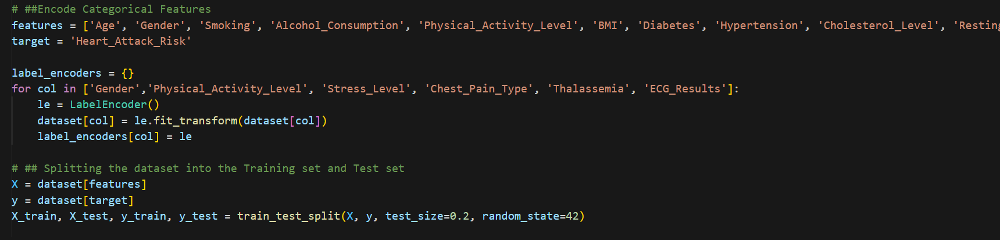 # ##Encode Categorical Features
features = ['Age', 'Gender', 'Smoking', 'Alcohol_Consumption', 'Physical_Activity_Level', 'BMI', 'Diabetes', 'Hypertension', 'Cholesterol_Level', 'Resting
target = 'Heart_Attack_Risk'
label_encoders = {}
for col in ['Gender','Physical_Activity_Level', 'Stress_Level', 'Chest_Pain_Type', 'Thalassemia', 'ECG_Results']:
    le = LabelEncoder()
    dataset[col] = le.fit_transform(dataset[col])
    label_encoders[col] = le
# ## Splitting the dataset into the Training set and Test set
X = dataset[features]
y = dataset[target]
X_train, X_test, y_train, y_test = train_test_split(X, y, test_size=0.2, random_state=42)